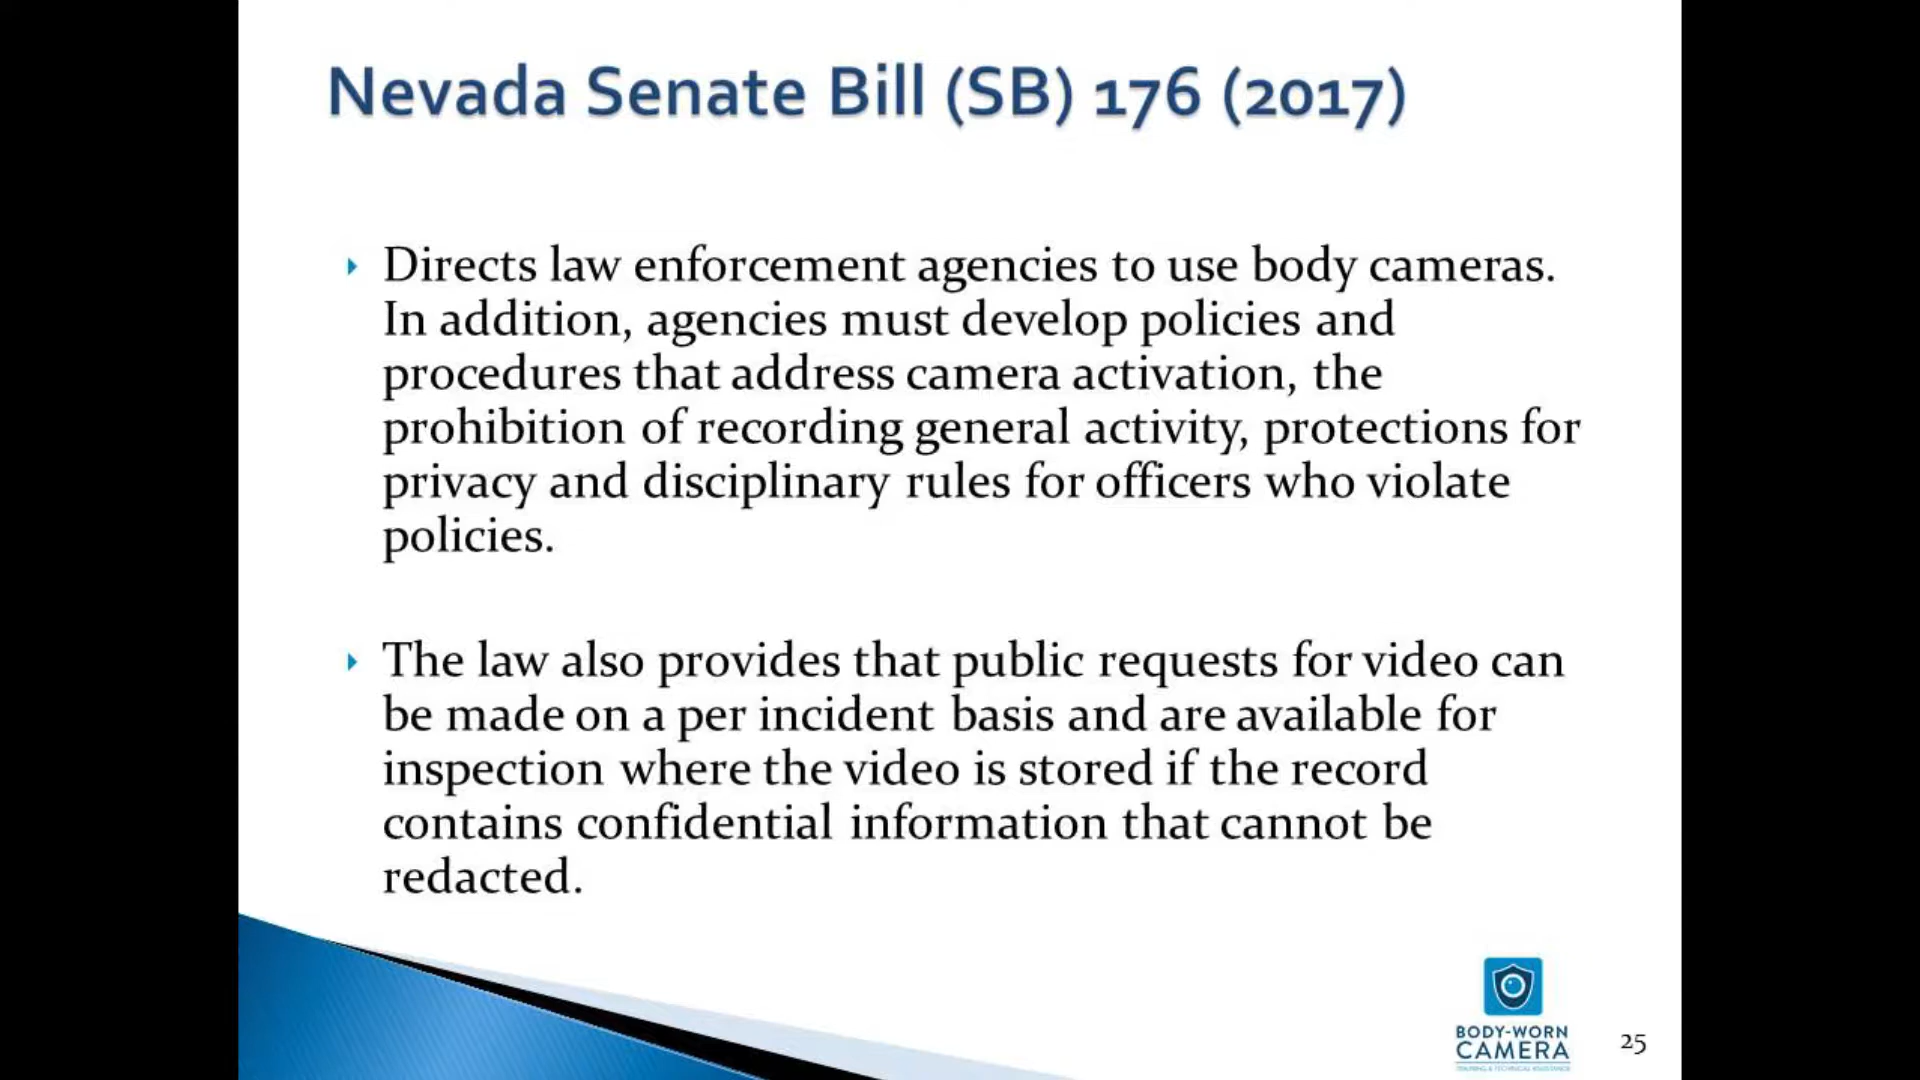 Nevada Senate Bill (SB) 176 (2017)
Directs law enforcement agencies to use body cameras.
In addition, agencies must develop policies and
procedures that address camera activation, the
prohibition of recording general activity, protections for
privacy and disciplinary rules for officers who violate
policies.
The law also provides that public requests for video can
be made on a per incident basis and are available for
inspection where the video is stored if the record
contains confidential information that cannot be
redacted.
BODY-WORN
CAMERA
TRAINING & TECHNICAL ASSISTANCE
25